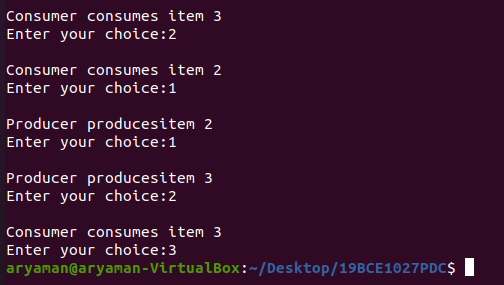 Consumer consumes item 3
Enter your choice:2
Consumer consumes item 2
Enter your choice:1
Producer producesitem 2
Enter your choice:1
Producer producesitem 3
Enter your choice:2
Consumer consumes item 3
Enter your choice:3
aryaman@aryaman-VirtualBox:~/Desktop/19BCE1027PDC$